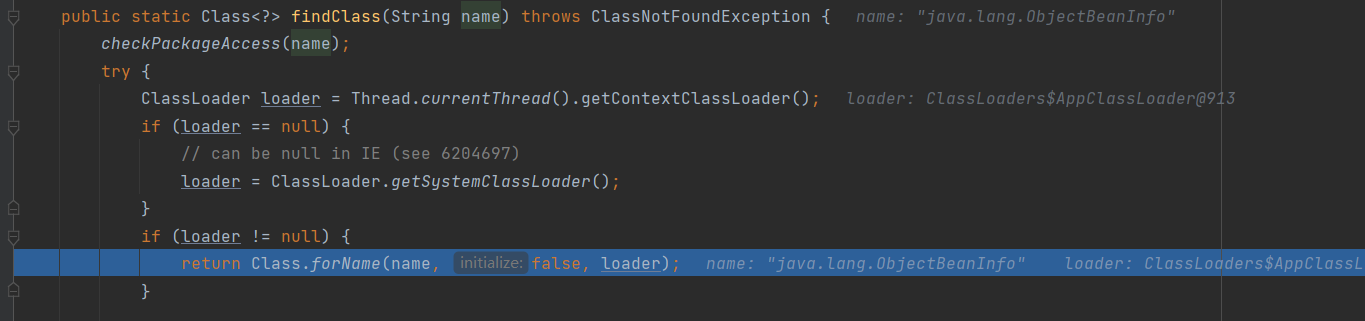 public static Class<?> findClass(String name) throws ClassNotFoundException {   name: "java.lang.ObjectBeanInfo"
    checkPackageAccess(name);
    try {
        ClassLoader loader = Thread.currentThread().getContextClassLoader();   loader: ClassLoaders$AppClassLoader@913
        if (loader == null) {
            // can be null in IE (see 6204697)
            loader = ClassLoader.getSystemClassLoader();
        }
        if (loader != null) {
            return Class.forName(name, initialize: false, loader);   name: "java.lang.ObjectBeanInfo"   loader: ClassLoaders$AppClassL
        }